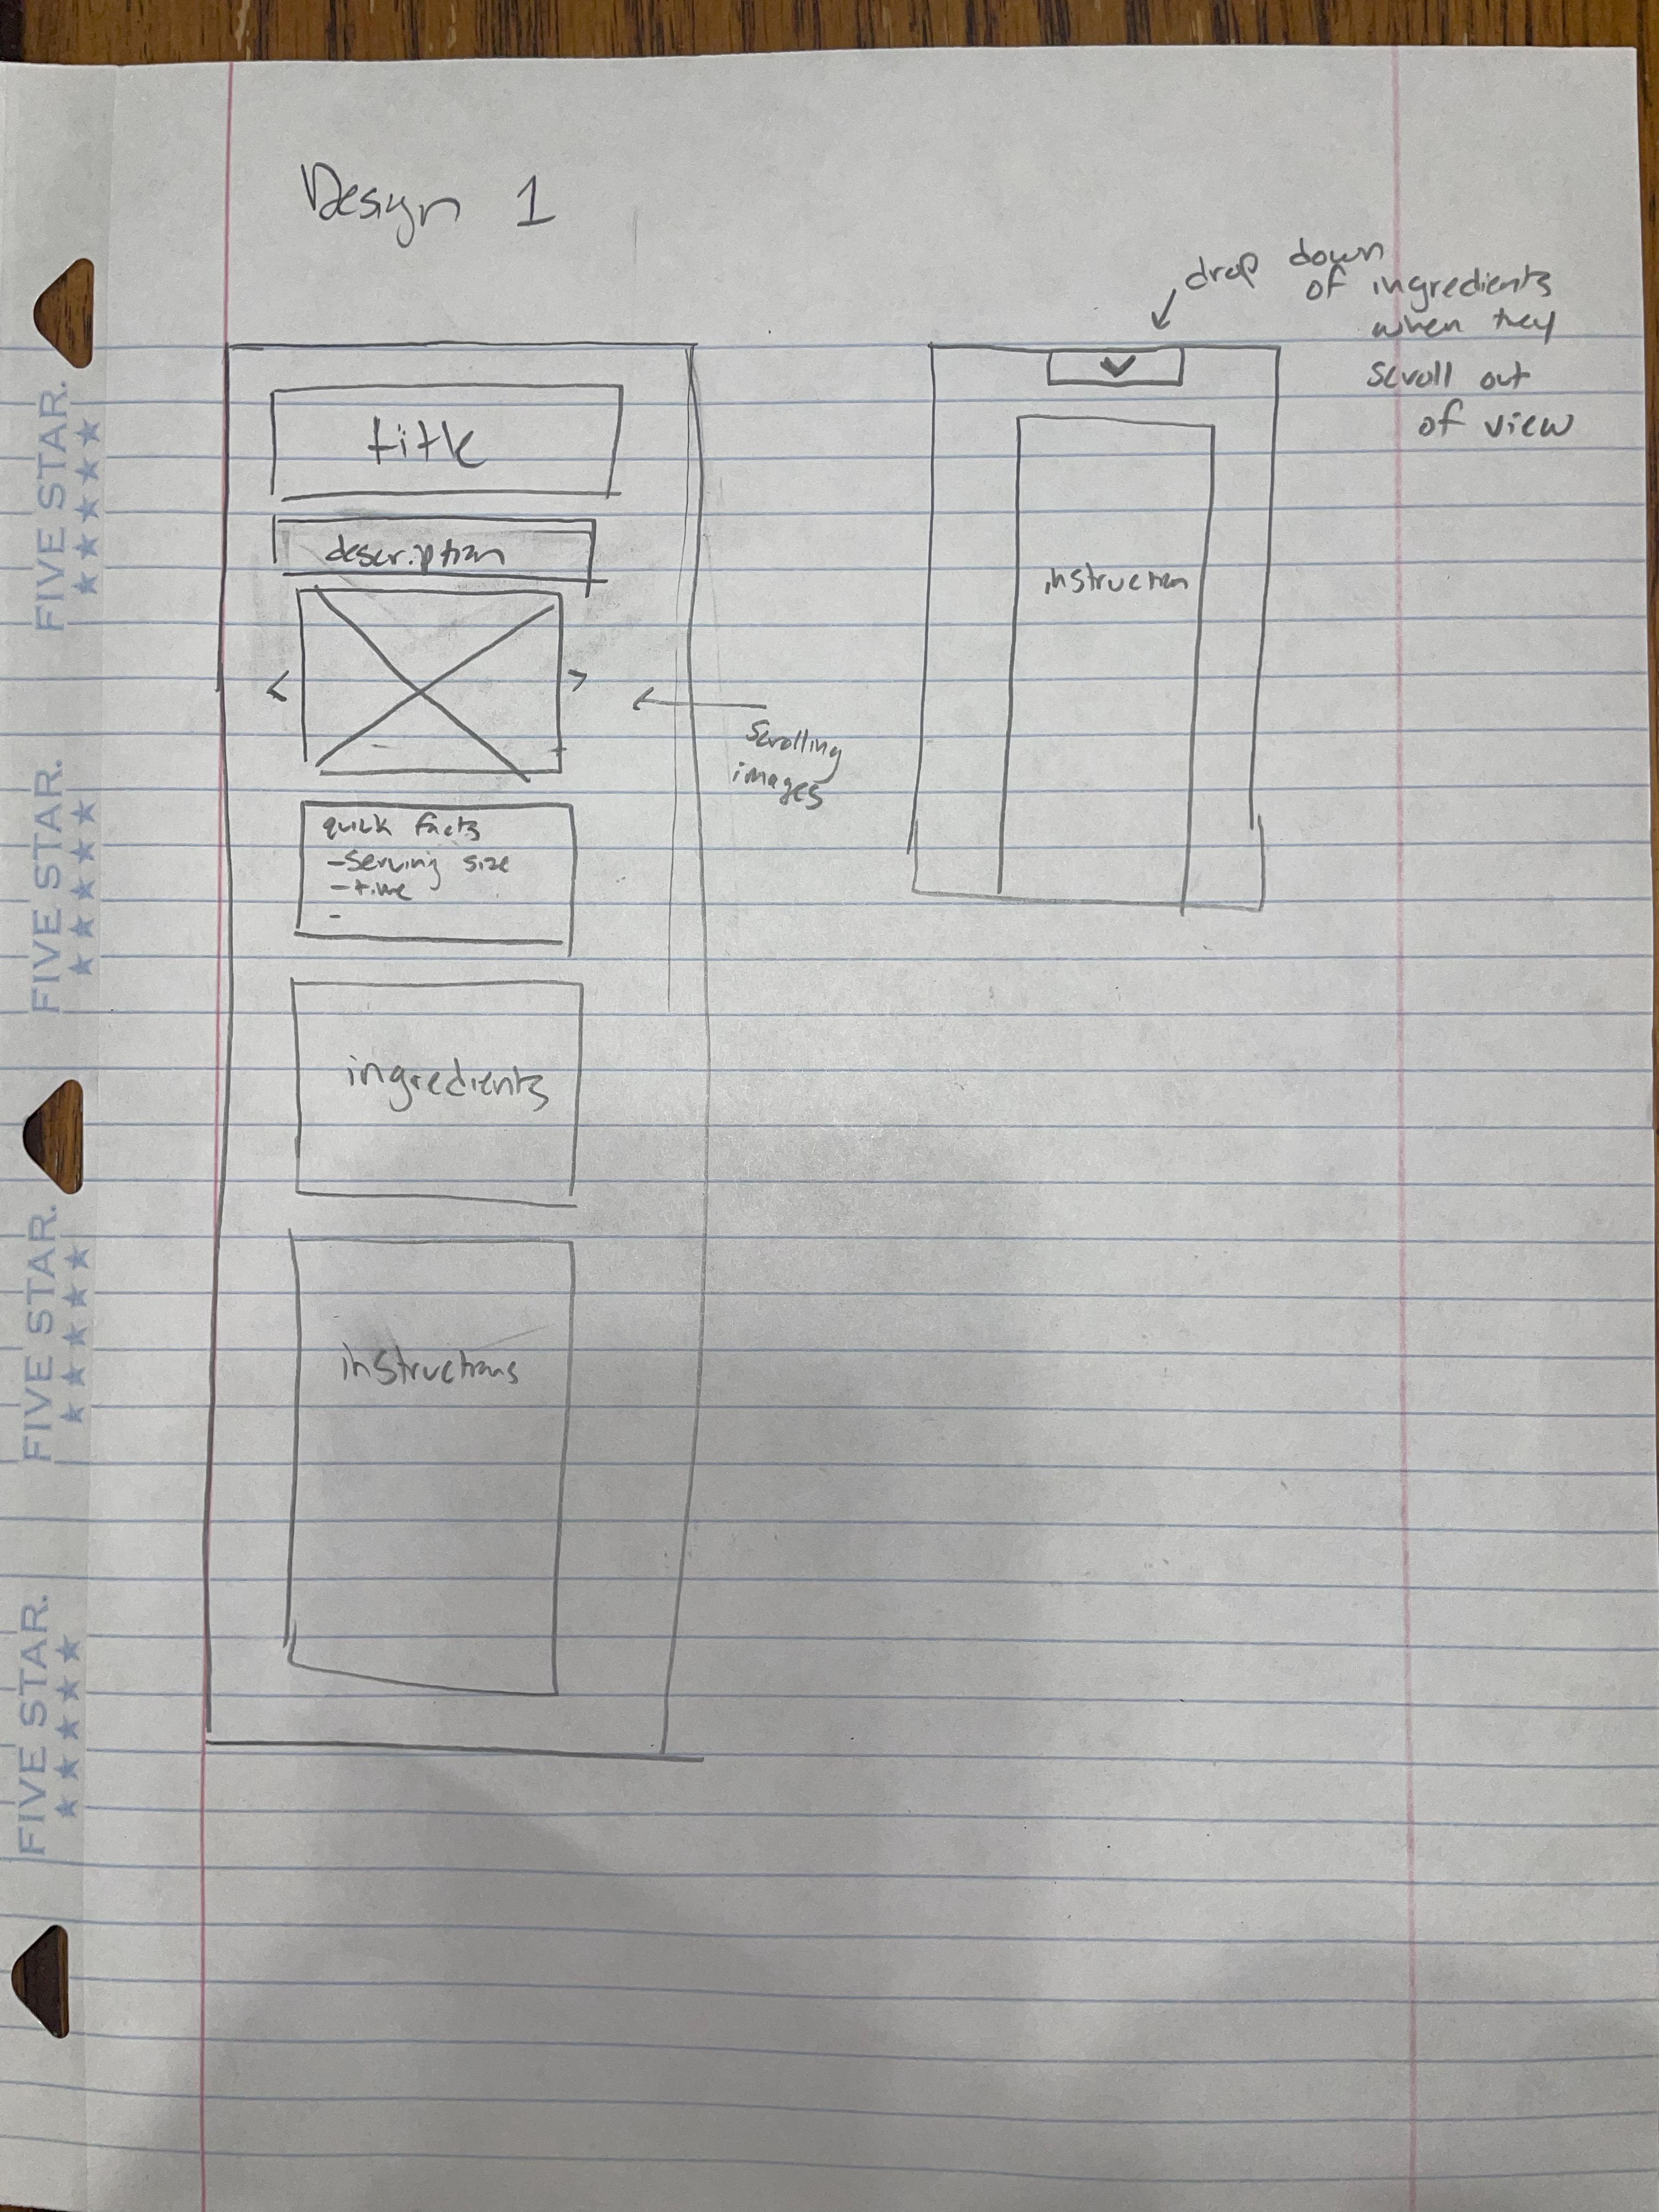 Design 1
drop down
of ingredients
when they
scroll out
of view
title
description
<
>
scrolling
images
quick facts
-serving size
-time
-
ingredients
instructions
instruction
FIVE STAR.
FIVE STAR.
FIVE STAR.
FIVE STAR.